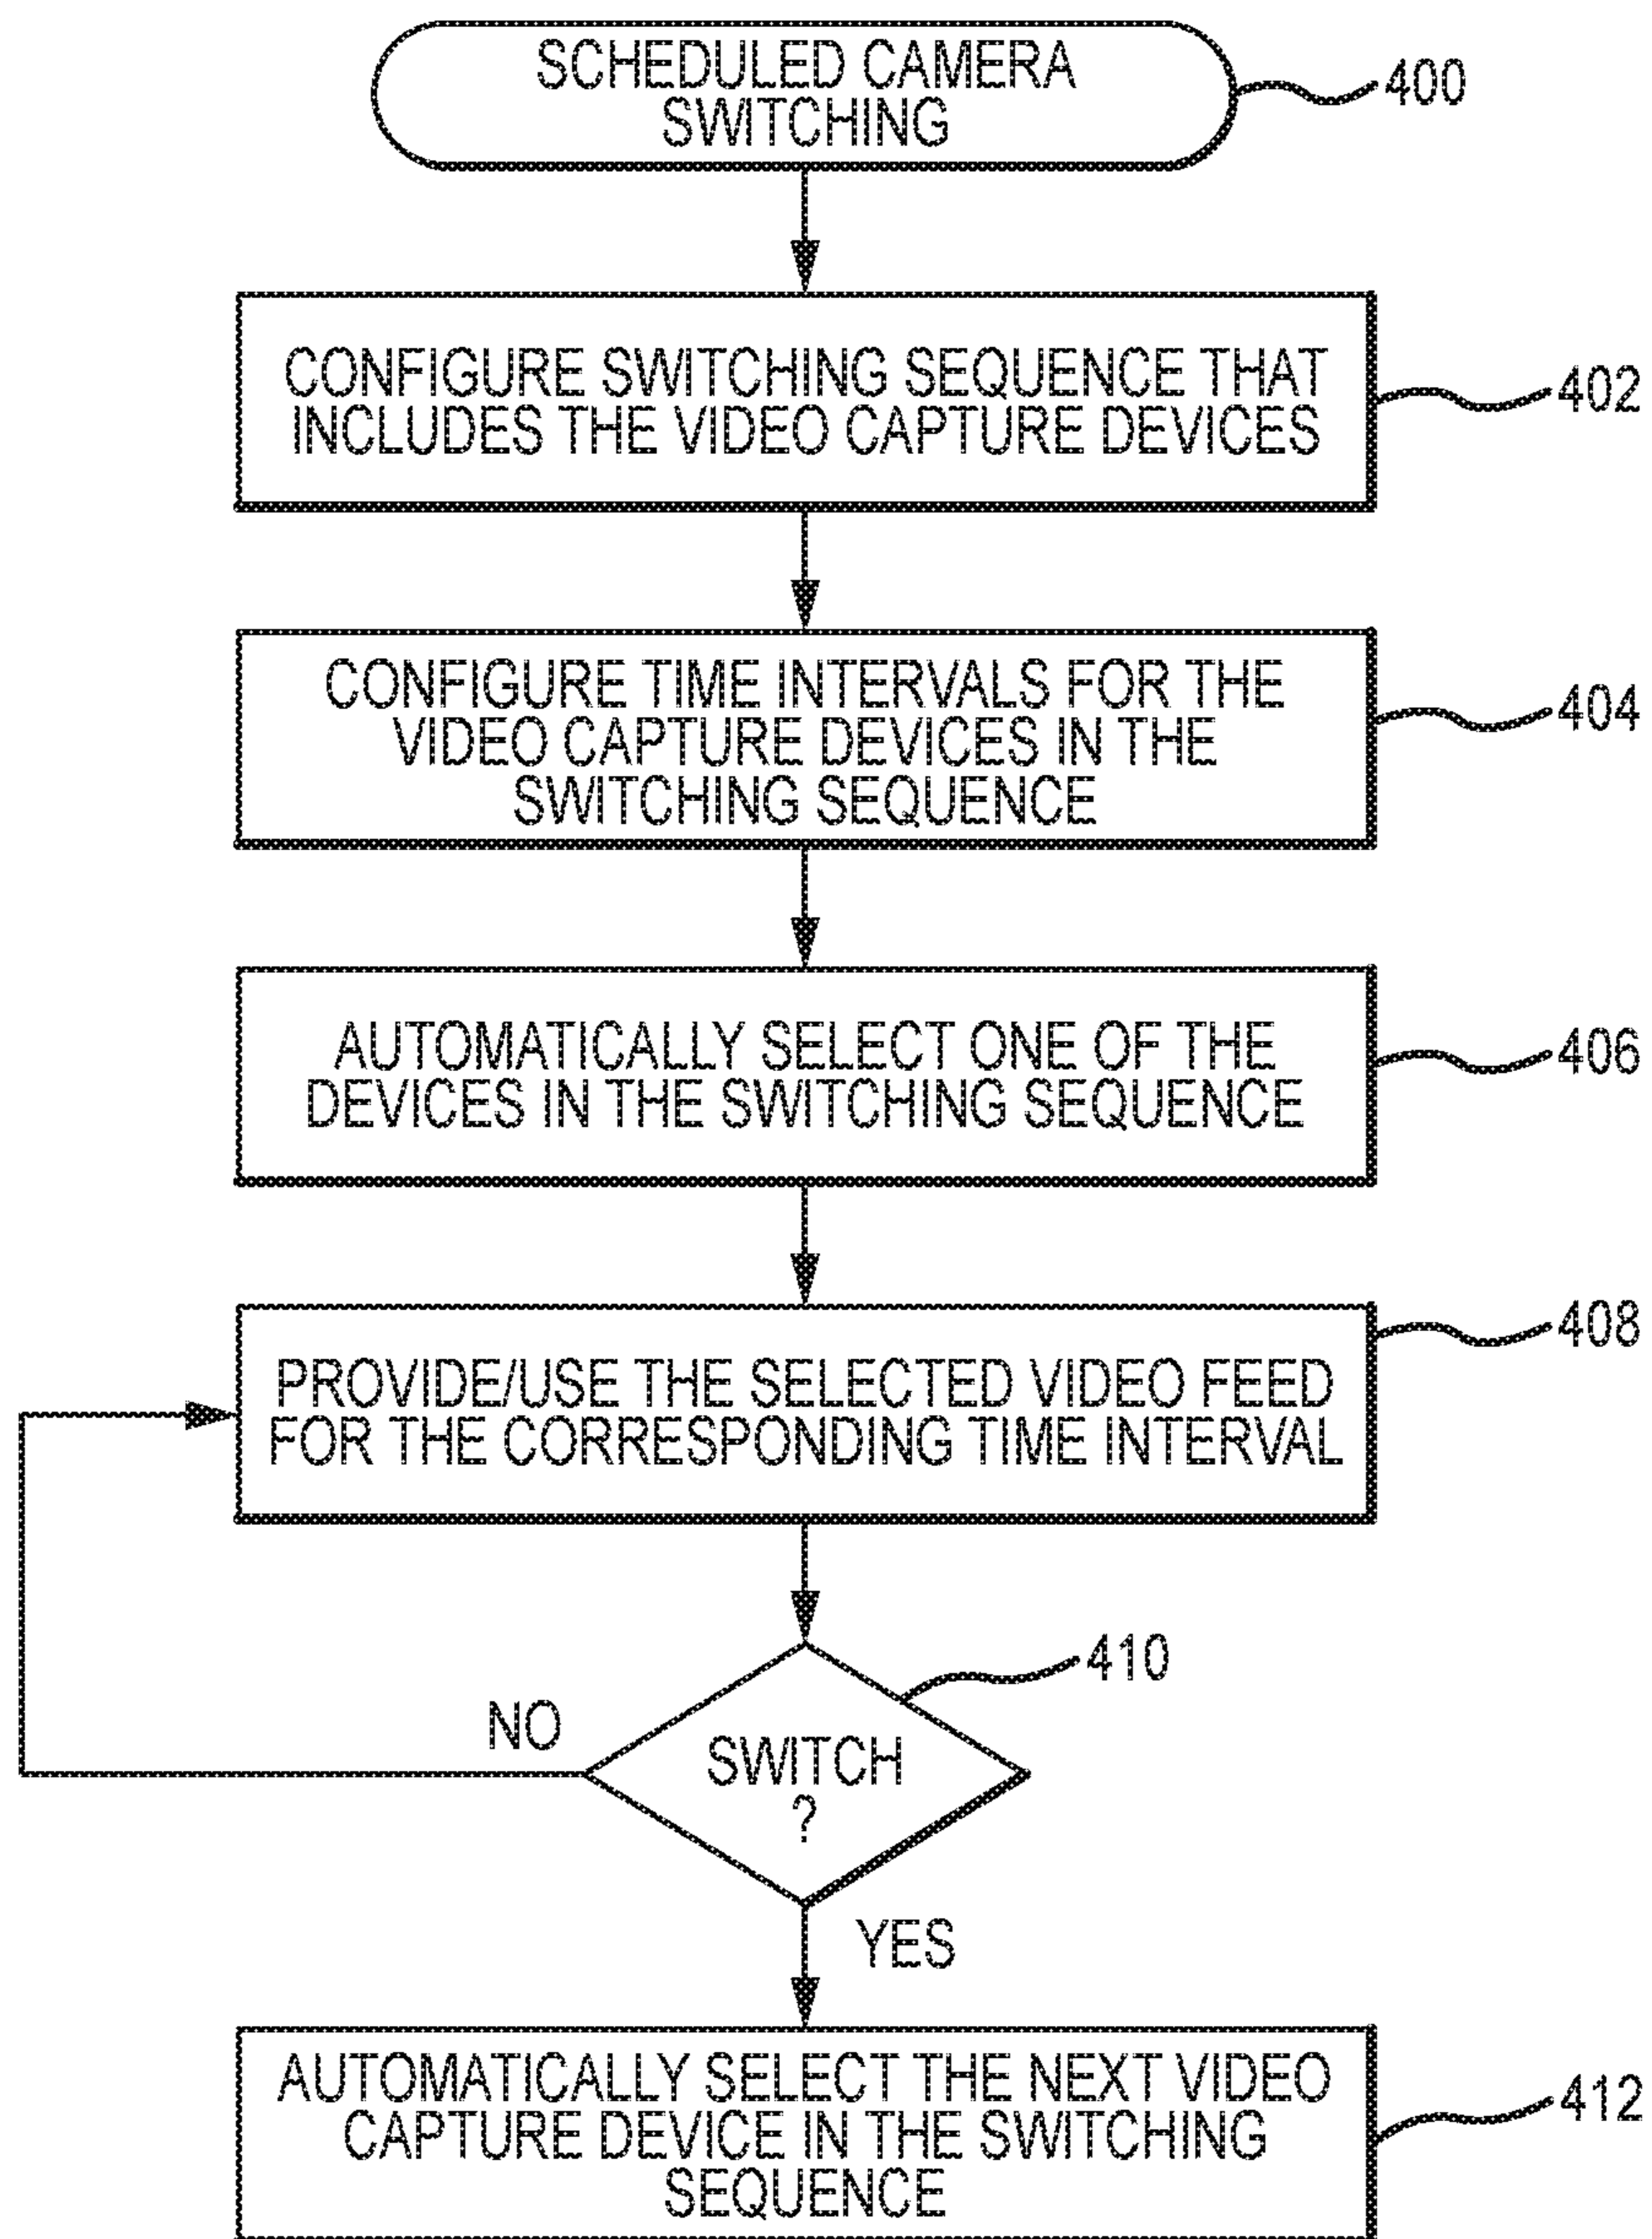 SCHEDULED CAMERA
SWITCHING
400
CONFIGURE SWITCHING SEQUENCE THAT
INCLUDES THE VIDEO CAPTURE DEVICES
402
CONFIGURE TIME INTERVALS FOR THE
VIDEO CAPTURE DEVICES IN THE
SWITCHING SEQUENCE
404
AUTOMATICALLY SELECT ONE OF THE
DEVICES IN THE SWITCHING SEQUENCE
406
PROVIDE/USE THE SELECTED VIDEO FEED
FOR THE CORRESPONDING TIME INTERVAL
408
SWITCH
?
410
NO
YES
AUTOMATICALLY SELECT THE NEXT VIDEO
CAPTURE DEVICE IN THE SWITCHING
SEQUENCE
412